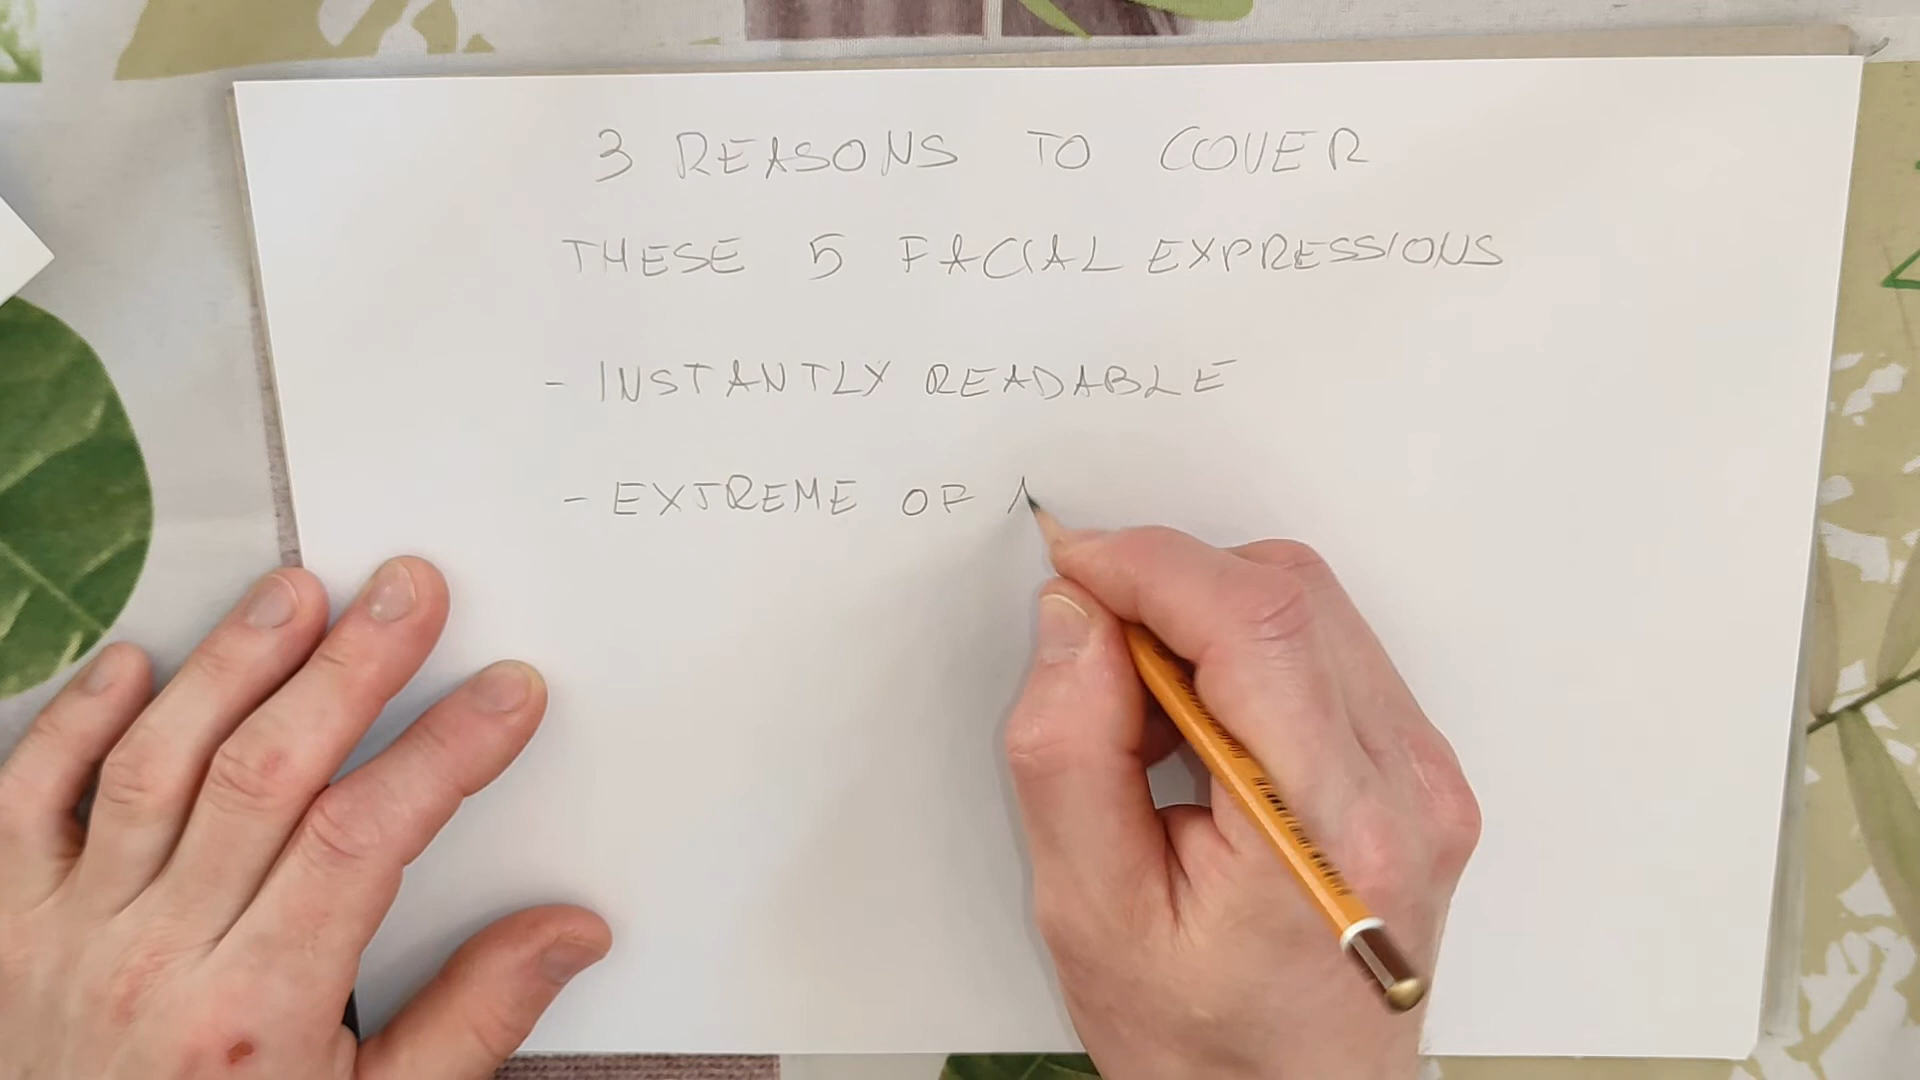 3 REASONS TO COVER
THESE 5 FACIAL EXPRESSIONS
- INSTANTLY READABLE
- EXTREME OF